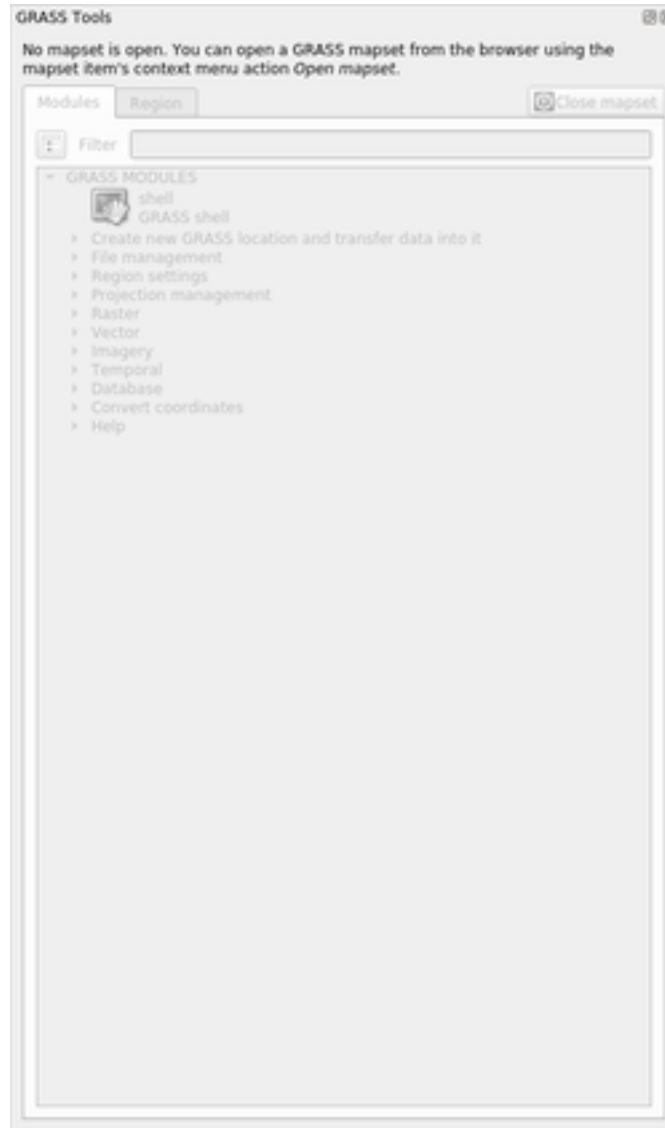 GRASS Tools
No mapset is open. You can open a GRASS mapset from the browser using the
mapset item's context menu action Open mapset.
Modules Region Close mapset
Filter
GRASS MODULES
shell
GRASS shell
Create new GRASS location and transfer data into it
File management
Region settings
Projection management
Raster
Vector
Imagery
Temporal
Database
Convert coordinates
Help